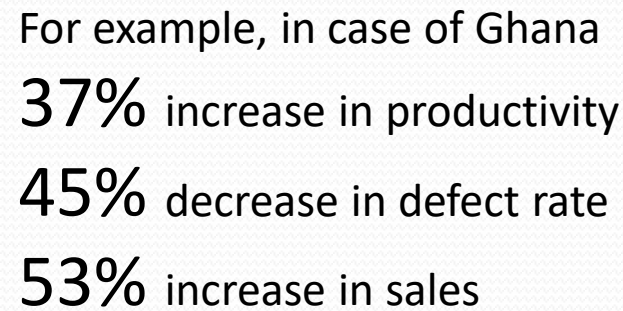 For example, in case of Ghana
37% increase in productivity
45% decrease in defect rate
53% increase in sales